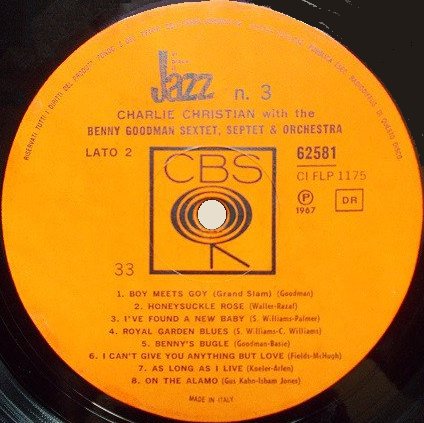 Jazz n. 3
CHARLIE CHRISTIAN with the
BENNY GOODMAN SEXTET, SEPTET & ORCHESTRA
LATO 2
62581
CI FLP 1175
CBS
P
1967
DR
33
1. BOY MEETS GOY (Grand Slam) (Goodman)
2. HONEYSUCKLE ROSE (Waller-Razaf)
3. I'VE FOUND A NEW BABY (S. Williams-Palmer)
4. ROYAL GARDEN BLUES (S. Williams-C. Williams)
5. BENNY'S BUGLE (Goodman-Basie)
6. I CAN'T GIVE YOU ANYTHING BUT LOVE (Fields-McHugh)
7. AS LONG AS I LIVE (Koeler-Arlen)
8. ON THE ALAMO (Gus Kahn-Isham Jones)
MADE IN ITALY
RISERVATI TUTTI I DIRITTI DEL